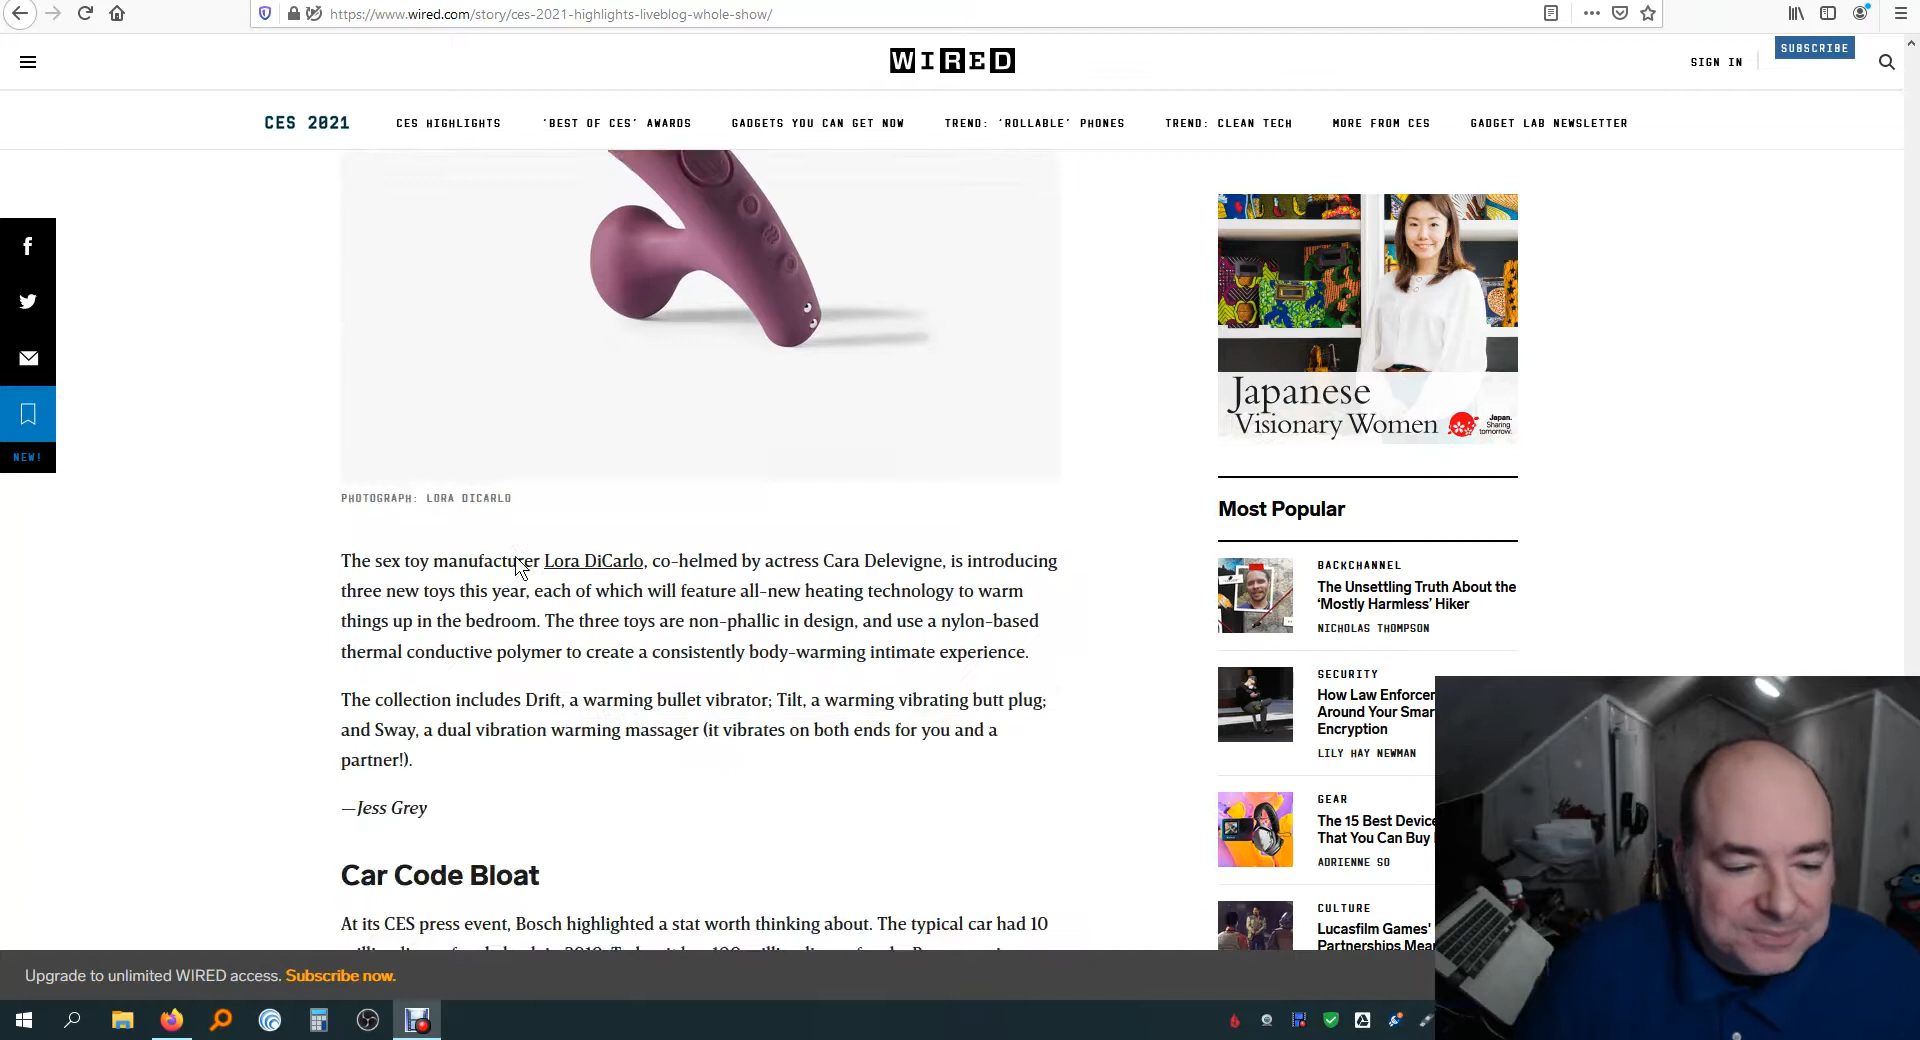 https://www.wired.com/story/ces-2021-highlights-liveblog-whole-show/
WIRED
SIGN IN
SUBSCRIBE
CES 2021
CES HIGHLIGHTS
'BEST OF CES' AWARDS
GADGETS YOU CAN GET NOW
TREND: 'ROLLABLE' PHONES
TREND: CLEAN TECH
MORE FROM CES
GADGET LAB NEWSLETTER
NEW!
PHOTOGRAPH: LORA DICARLO
The sex toy manufacturer Lora DiCarlo, co-helmed by actress Cara Delevigne, is introducing
three new toys this year, each of which will feature all-new heating technology to warm
things up in the bedroom. The three toys are non-phallic in design, and use a nylon-based
thermal conductive polymer to create a consistently body-warming intimate experience.
The collection includes Drift, a warming bullet vibrator; Tilt, a warming vibrating butt plug;
and Sway, a dual vibration warming massager (it vibrates on both ends for you and a
partner!).
—Jess Grey
Car Code Bloat
At its CES press event, Bosch highlighted a stat worth thinking about. The typical car had 10
Japanese
Visionary Women
Japan.
Sharing
tomorrow.
Most Popular
BACKCHANNEL
The Unsettling Truth About the
'Mostly Harmless' Hiker
NICHOLAS THOMPSON
SECURITY
How Law Enforcer
Around Your Smar
Encryption
LILY HAY NEWMAN
GEAR
The 15 Best Device
That You Can Buy
ADRIENNE SO
CULTURE
Lucasfilm Games'
Partnerships Mear
Upgrade to unlimited WIRED access. Subscribe now.